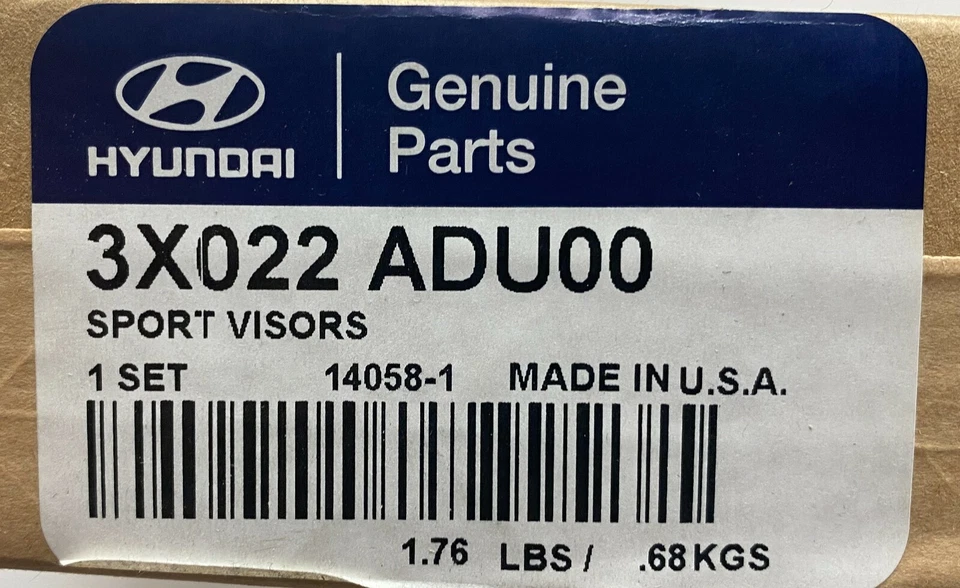 HYUNDAI
Genuine
Parts
3X022 ADU00
SPORT VISORS
1 SET 14058-1 MADE IN U.S.A.
1.76 LBS / .68 KGS